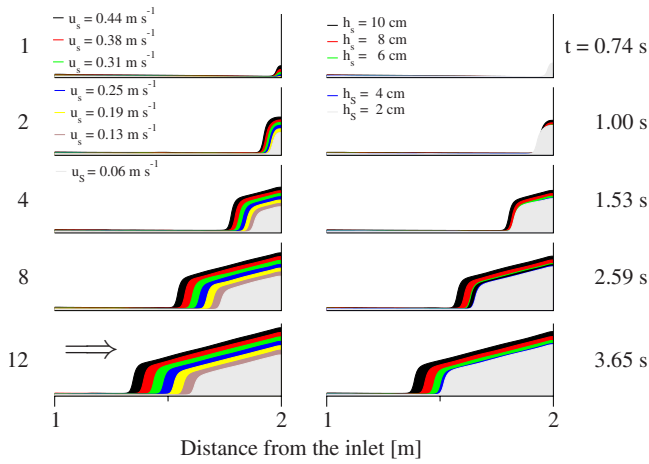 1
u_s = 0.44 m s^-1
u_s = 0.38 m s^-1
u_s = 0.31 m s^-1
h_s = 10 cm
h_s = 8 cm
h_s = 6 cm
t = 0.74 s
2
u_s = 0.25 m s^-1
u_s = 0.19 m s^-1
u_s = 0.13 m s^-1
h_S = 4 cm
h_s = 2 cm
1.00 s
4
u_S = 0.06 m s^-1
1.53 s
8
2.59 s
12
⇒
3.65 s
1 2 1 2
Distance from the inlet [m]